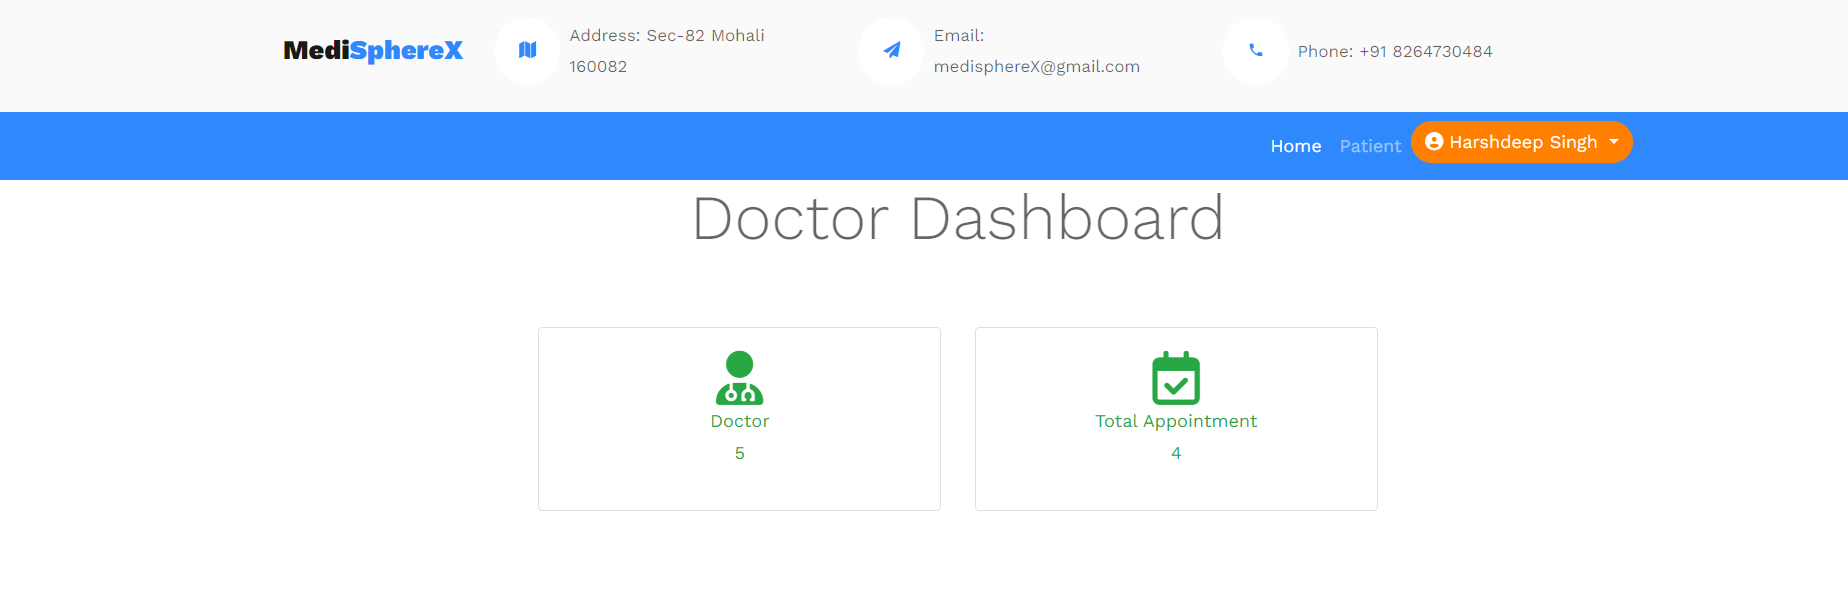 MediSphereX
Address: Sec-82 Mohali
160082
Email:
medisphereX@gmail.com
Phone: +91 8264730484
Home Patient Harshdeep Singh
Doctor Dashboard
Doctor
5
Total Appointment
4